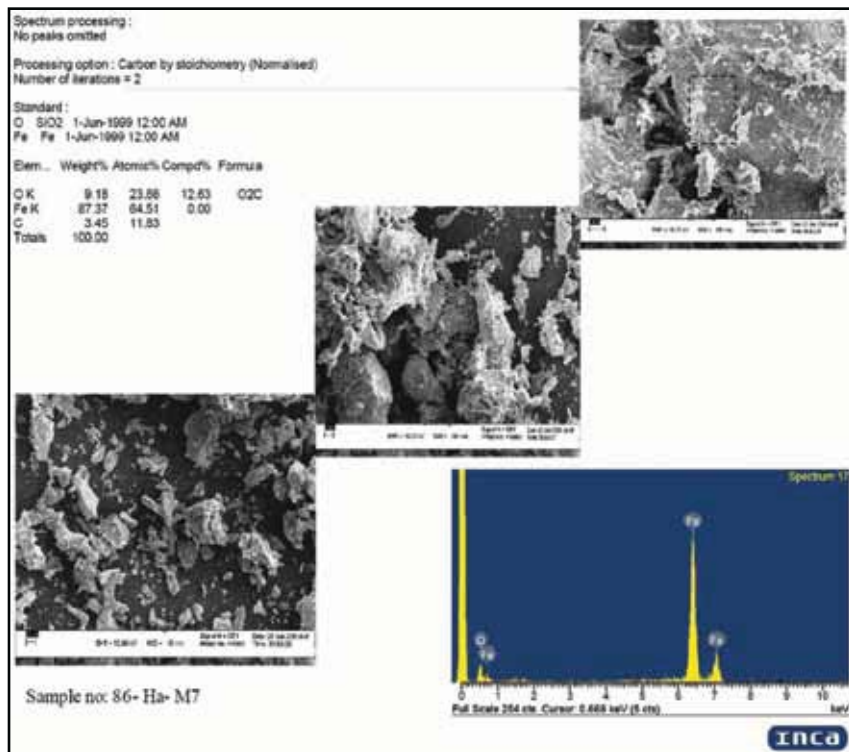 Spectrum processing :
No peaks omitted
Processing option : Carbon by stoichiometry (Normalised)
Number of iterations = 2
Standard :
O SiO2 1-Jun-1999 12:00 AM
Fe Fe 1-Jun-1999 12:00 AM
Elem... Weight% Atomic% Compd% Formula
O K 9.18 23.66 12.63 O2C
Fe K 87.37 64.51 0.00
C 3.45 11.83
Totals 100.00
Spectrum 17
Fe
O
Fe
Fe
0 1 2 3 4 5 6 7 8 9 10
Full Scale 204 cts Cursor: 0.668 keV (5 cts) keV
Sample no: 86- Ha- M7
INCA